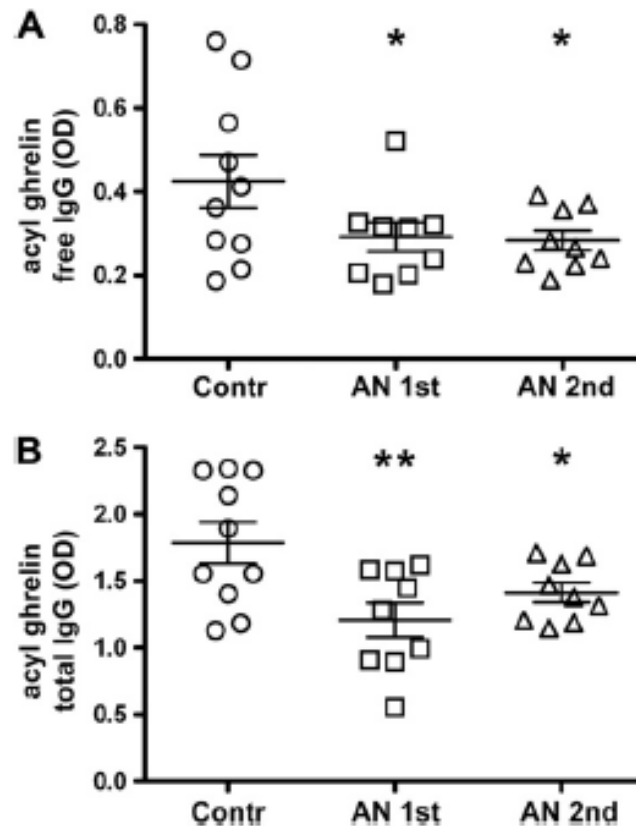 A
acyl ghrelin
free IgG (OD)
0.8
0.6
0.4
0.2
0.0
* *
Contr AN 1st AN 2nd
B
acyl ghrelin
total IgG (OD)
2.5
2.0
1.5
1.0
0.5
0.0
** *
Contr AN 1st AN 2nd